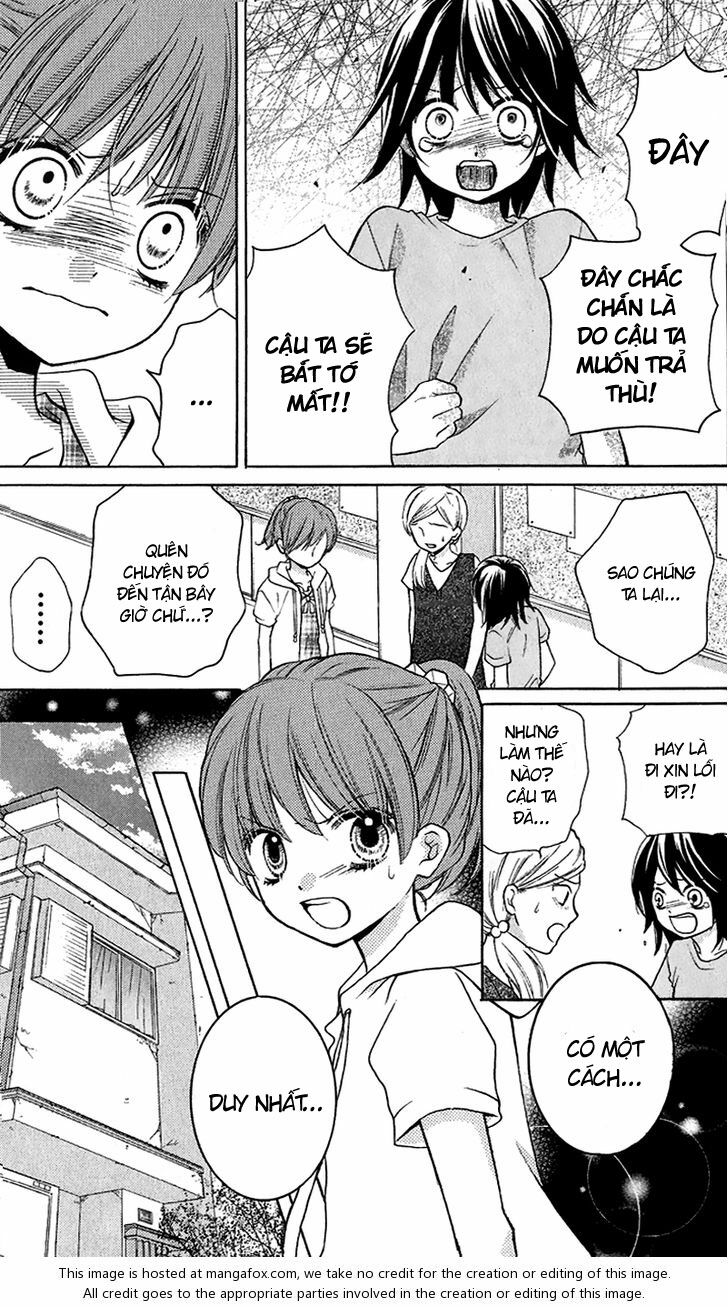 ĐÂY
ĐÂY CHẮC
CHẮN LÀ
DO CẬU TA
MUỐN TRẢ
THÙ!
CẬU TA SẼ
BẮT TỚ
MẤT!!
...
SAO CHÚNG
TA LẠI...
QUÊN
CHUYỆN ĐÓ
ĐẾN TẬN BÂY
GIỜ CHỨ...?
......
HAY LÀ
ĐI XIN LỖI
ĐI?!
NHƯNG
LÀM THẾ
NÀO?
CẬU TA
ĐÃ...
CÓ MỘT
CÁCH...
DUY NHẤT...
This image is hosted at mangafox.com, we take no credit for the creation or editing of this image.
All credit goes to the appropriate parties involved in the creation or editing of this image.